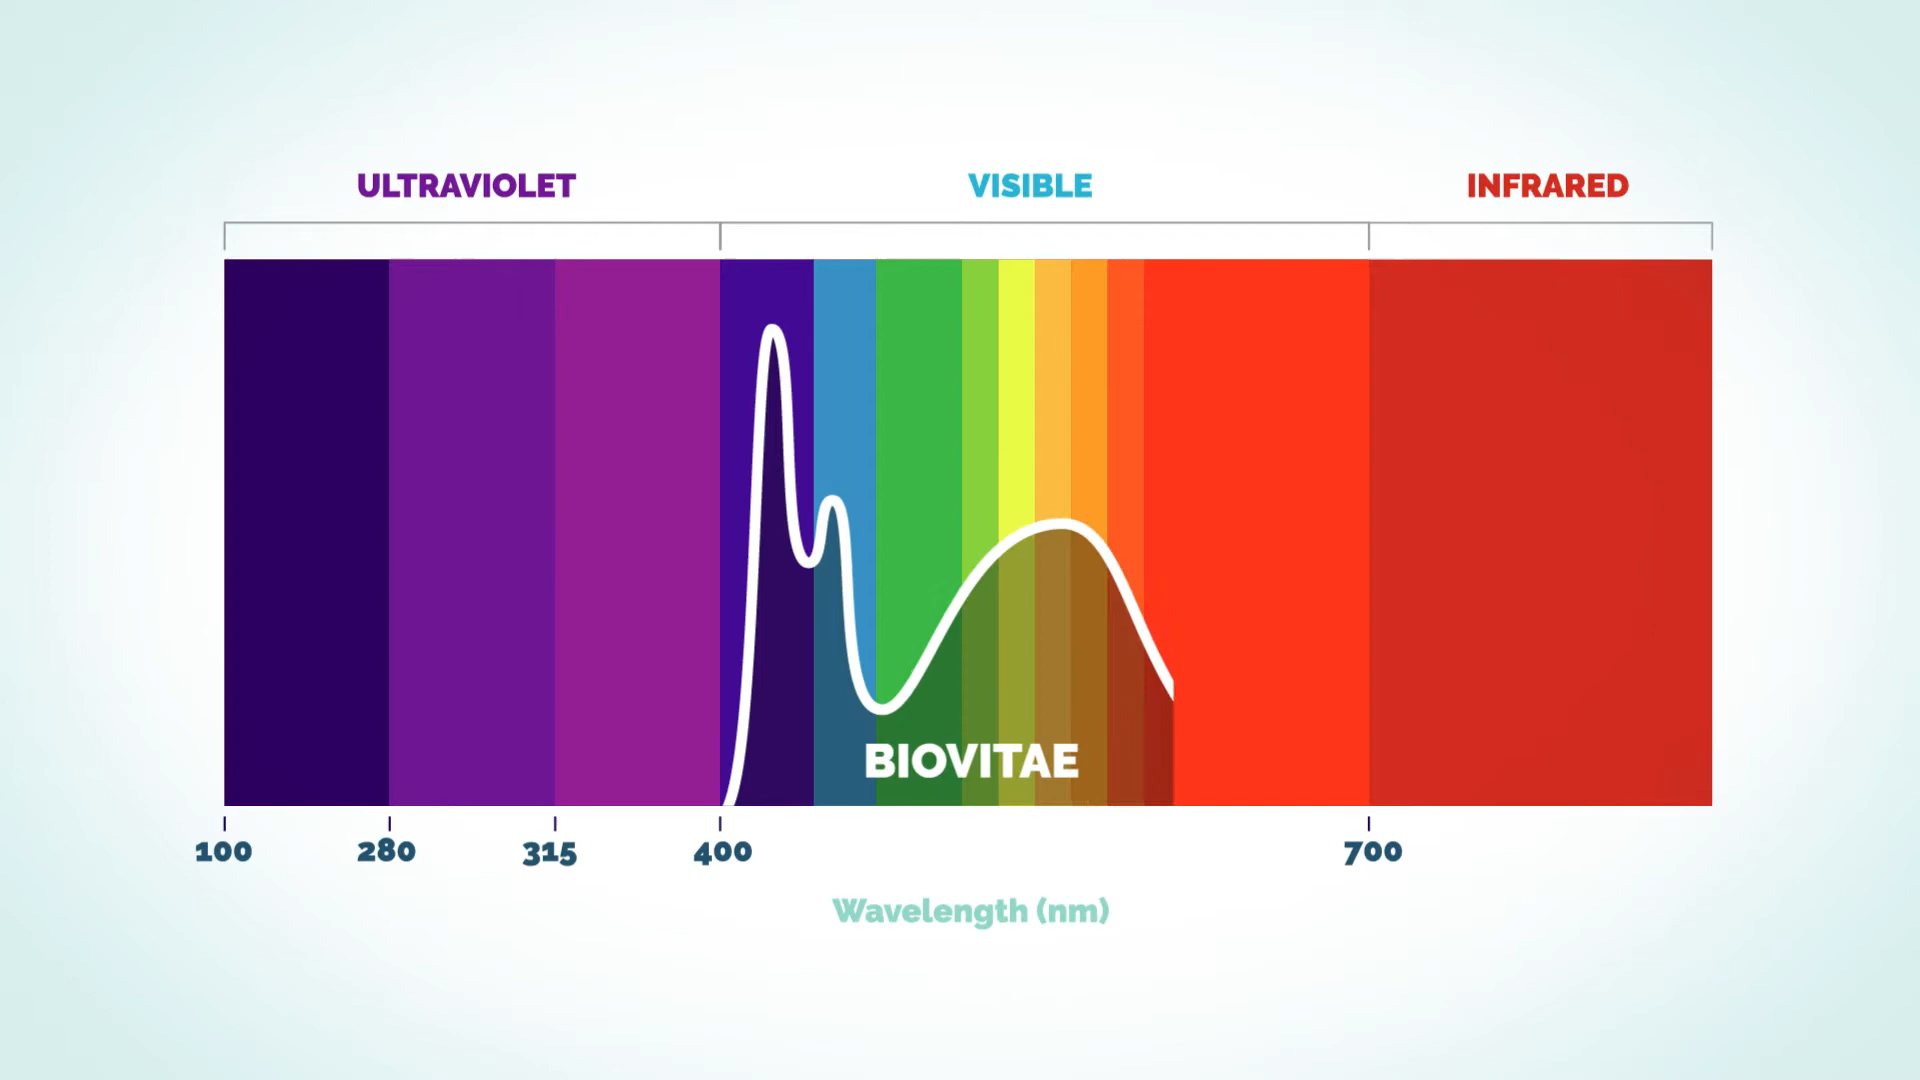 ULTRAVIOLET VISIBLE INFRARED
BIOVITAE
100 280 315 400 700
Wavelength (nm)